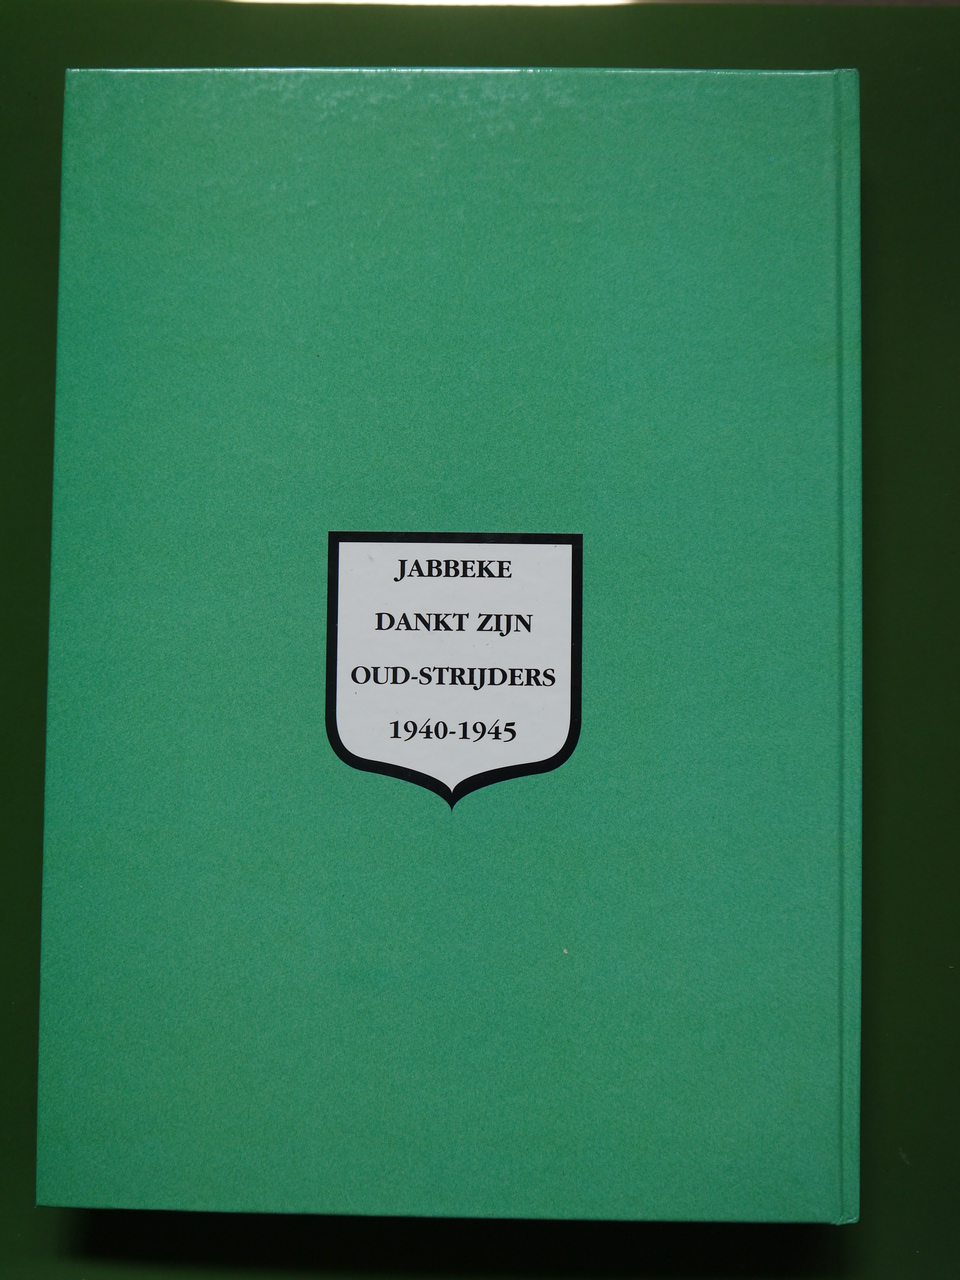 JABBEKE
DANKT ZIJN
OUD-STRIJDERS
1940-1945